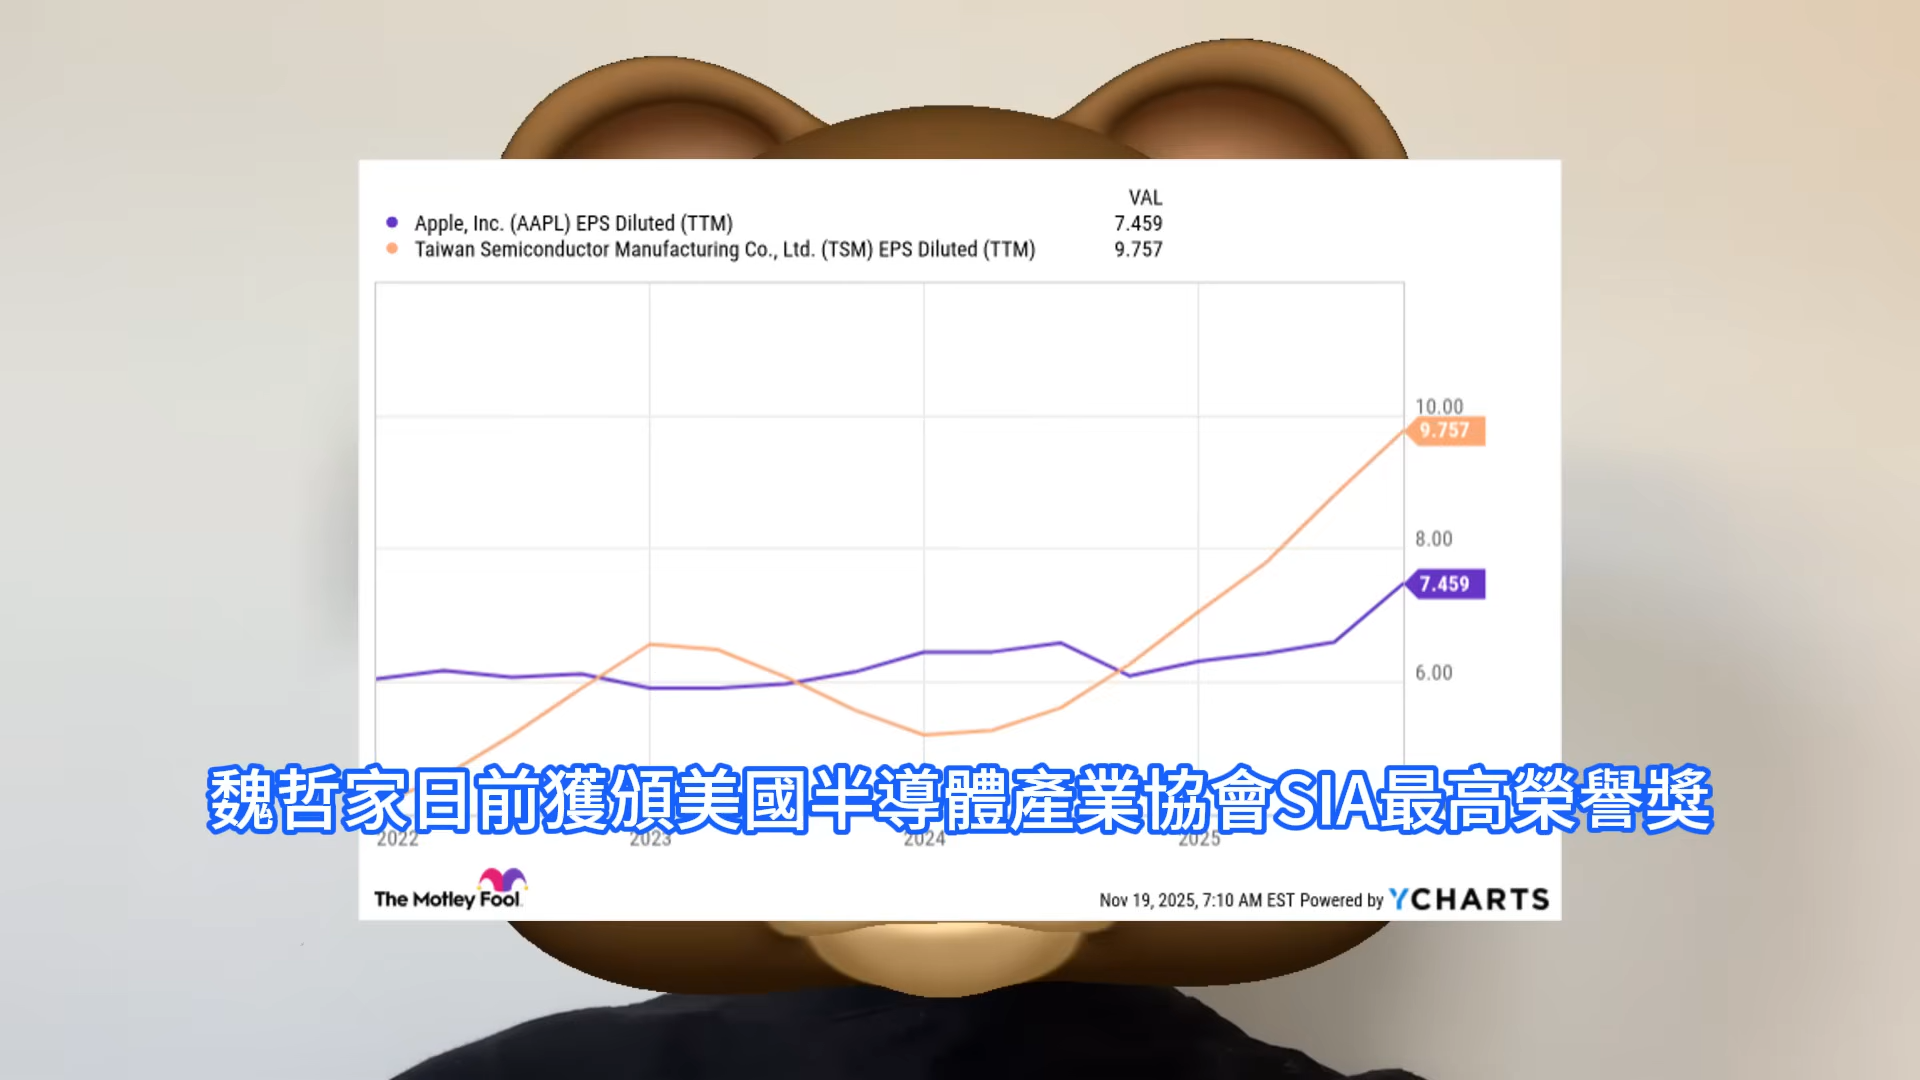 VAL
Apple, Inc. (AAPL) EPS Diluted (TTM) 7.459
Taiwan Semiconductor Manufacturing Co., Ltd. (TSM) EPS Diluted (TTM) 9.757
10.00
9.757
8.00
7.459
6.00
魏哲家日前獲頒美國半導體產業協會SIA最高榮譽獎
2022 2023 2024 2025
The Motley Fool
Nov 19, 2025, 7:10 AM EST Powered by YCHARTS